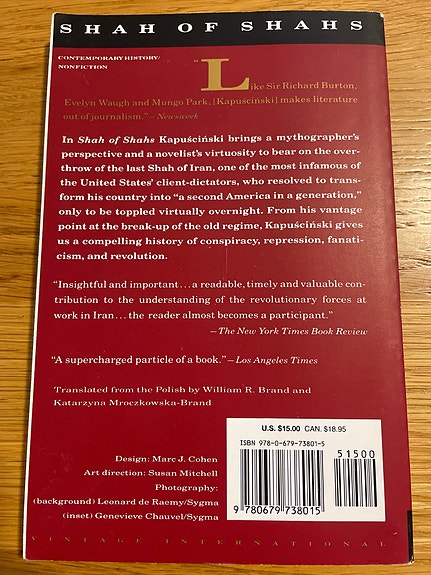 SHAH OF SHAHS
CONTEMPORARY HISTORY/
NONFICTION
“Like Sir Richard Burton,
Evelyn Waugh and Mungo Park, [Kapuściński] makes literature
out of journalism.” – Newsweek
In Shah of Shahs Kapuściński brings a mythographer's
perspective and a novelist's virtuosity to bear on the over-
throw of the last Shah of Iran, one of the most infamous of
the United States' client-dictators, who resolved to trans-
form his country into “a second America in a generation,”
only to be toppled virtually overnight. From his vantage
point at the break-up of the old regime, Kapuściński gives
us a compelling history of conspiracy, repression, fanati-
cism, and revolution.
“Insightful and important...a readable, timely and valuable con-
tribution to the understanding of the revolutionary forces at
work in Iran...the reader almost becomes a participant.”
– The New York Times Book Review
“A supercharged particle of a book.” – Los Angeles Times
Translated from the Polish by William R. Brand and
Katarzyna Mroczkowska-Brand
U.S. $15.00 CAN. $18.95
ISBN 978-0-679-73801-5
51500
9 780679 738015
Design: Marc J. Cohen
Art direction: Susan Mitchell
Photography:
(background) Leonard de Raemy/Sygma
(inset) Genevieve Chauvel/Sygma
VINTAGE INTERNATIONAL